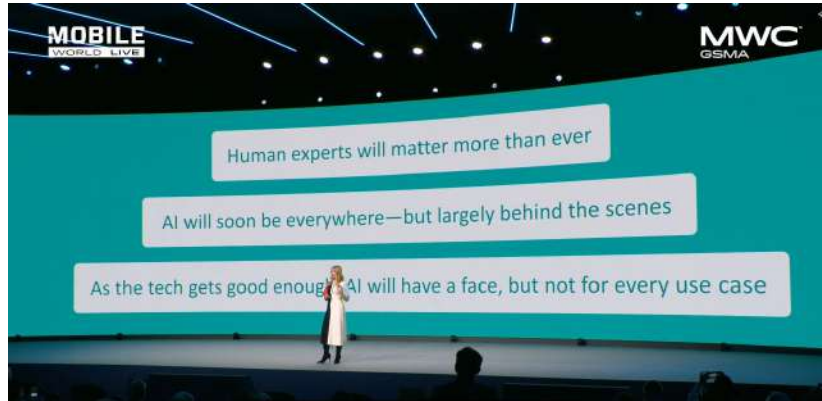 MOBILE
WORLD LIVE
MWC
GSMA
Human experts will matter more than ever
AI will soon be everywhere—but largely behind the scenes
As the tech gets good enough AI will have a face, but not for every use case